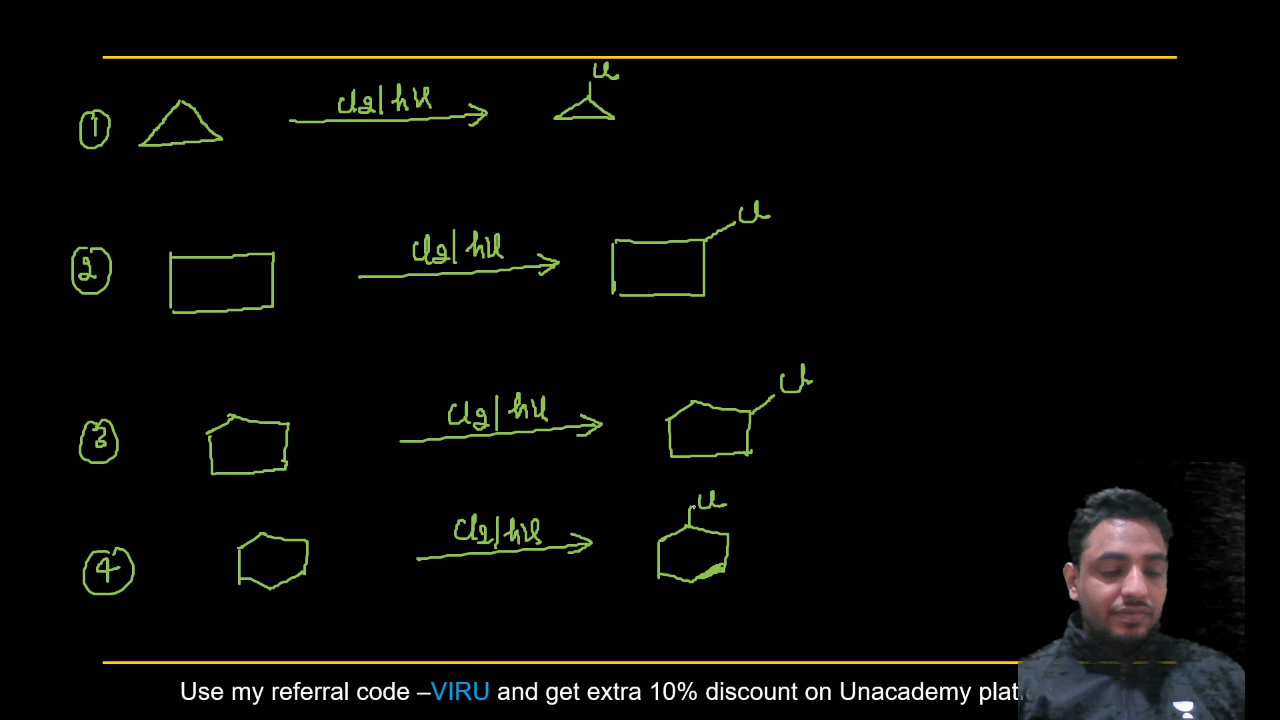 Cl
① Cl2|hν
Cl
② Cl2|hν
Cl
③ Cl2|hν
Cl
④ Cl2|hν
Use my referral code –VIRU and get extra 10% discount on Unacademy